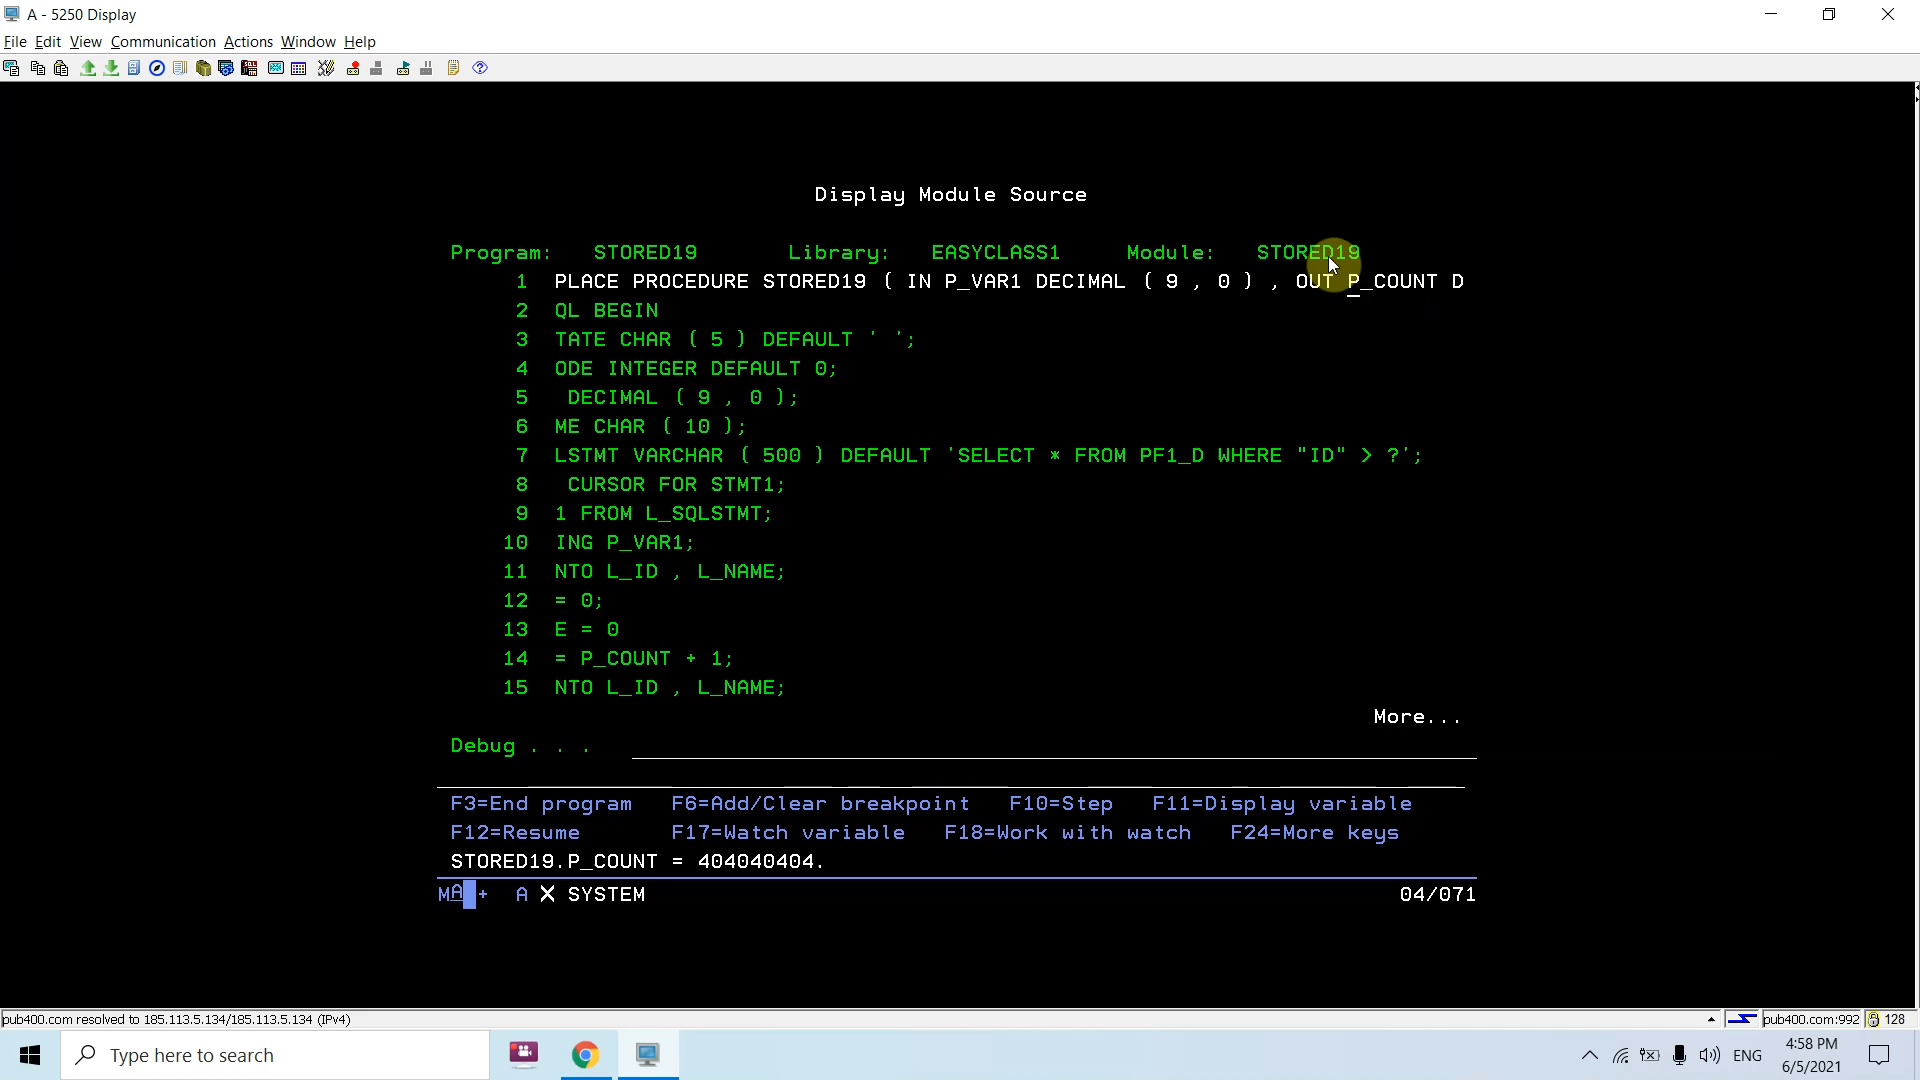 A - 5250 Display
File Edit View Communication Actions Window Help
Display Module Source
Program: STORED19 Library: EASYCLASS1 Module: STORED19
1 PLACE PROCEDURE STORED19 ( IN P_VAR1 DECIMAL ( 9 , 0 ) , OUT P_COUNT D
2 QL BEGIN
3 TATE CHAR ( 5 ) DEFAULT ' ';
4 ODE INTEGER DEFAULT 0;
5 DECIMAL ( 9 , 0 );
6 ME CHAR ( 10 );
7 LSTMT VARCHAR ( 500 ) DEFAULT 'SELECT * FROM PF1_D WHERE "ID" > ?';
8 CURSOR FOR STMT1;
9 1 FROM L_SQLSTMT;
10 ING P_VAR1;
11 NTO L_ID , L_NAME;
12 = 0;
13 E = 0
14 = P_COUNT + 1;
15 NTO L_ID , L_NAME;
More...
Debug . . .
F3=End program F6=Add/Clear breakpoint F10=Step F11=Display variable
F12=Resume F17=Watch variable F18=Work with watch F24=More keys
STORED19.P_COUNT = 404040404.
MA + A X SYSTEM 04/071
pub400.com resolved to 185.113.5.134/185.113.5.134 (IPv4) pub400.com:992 128
Type here to search
ENG
4:58 PM
6/5/2021